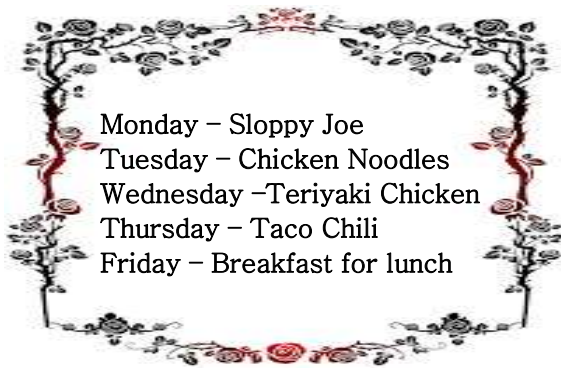 Monday – Sloppy Joe
Tuesday – Chicken Noodles
Wednesday –Teriyaki Chicken
Thursday – Taco Chili
Friday – Breakfast for lunch